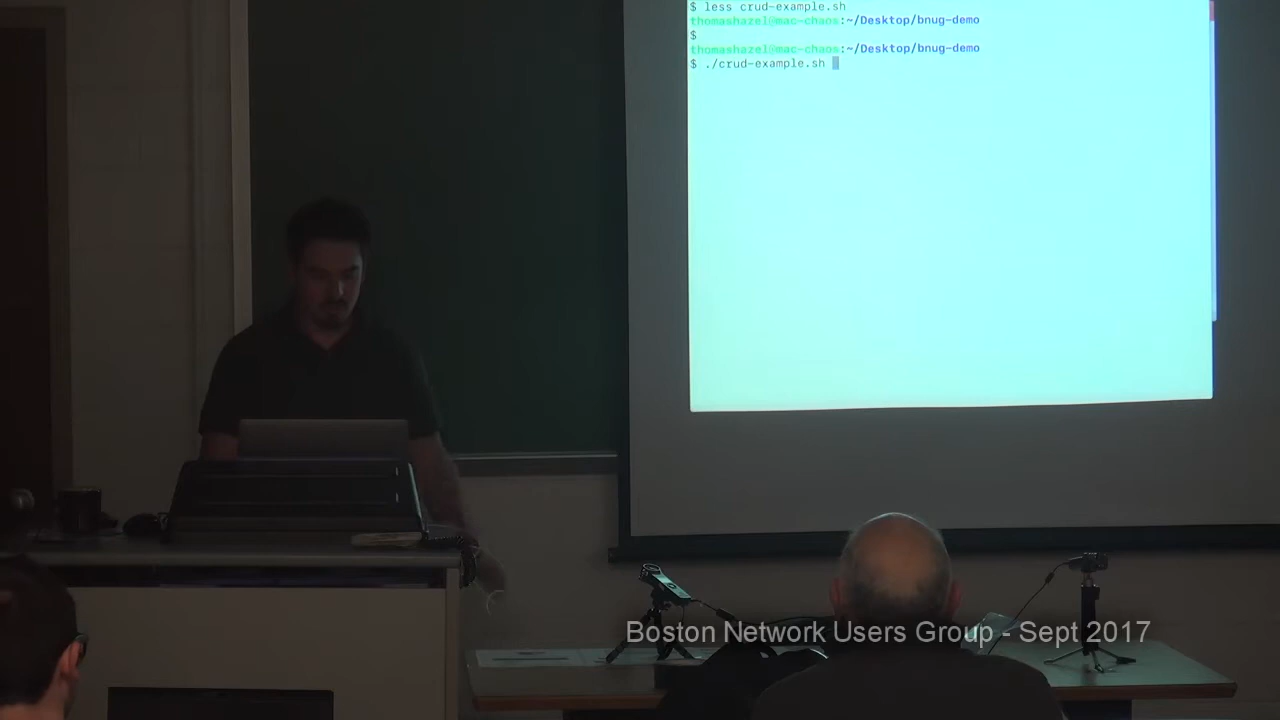 $ less crud-example.sh
thomashazel@mac-chaos:~/Desktop/bnug-demo
$
thomashazel@mac-chaos:~/Desktop/bnug-demo
$ ./crud-example.sh
Boston Network Users Group - Sept 2017